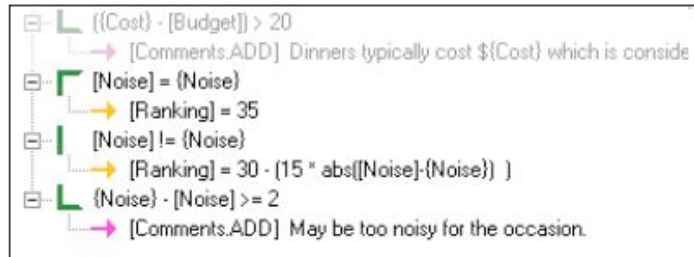 ({Cost} - [Budget]) > 20
[Comments.ADD] Dinners typically cost ${Cost} which is conside
[Noise] = {Noise}
[Ranking] = 35
[Noise] != {Noise}
[Ranking] = 30 - (15 * abs([Noise]-{Noise}) )
{Noise} - [Noise] >= 2
[Comments.ADD] May be too noisy for the occasion.